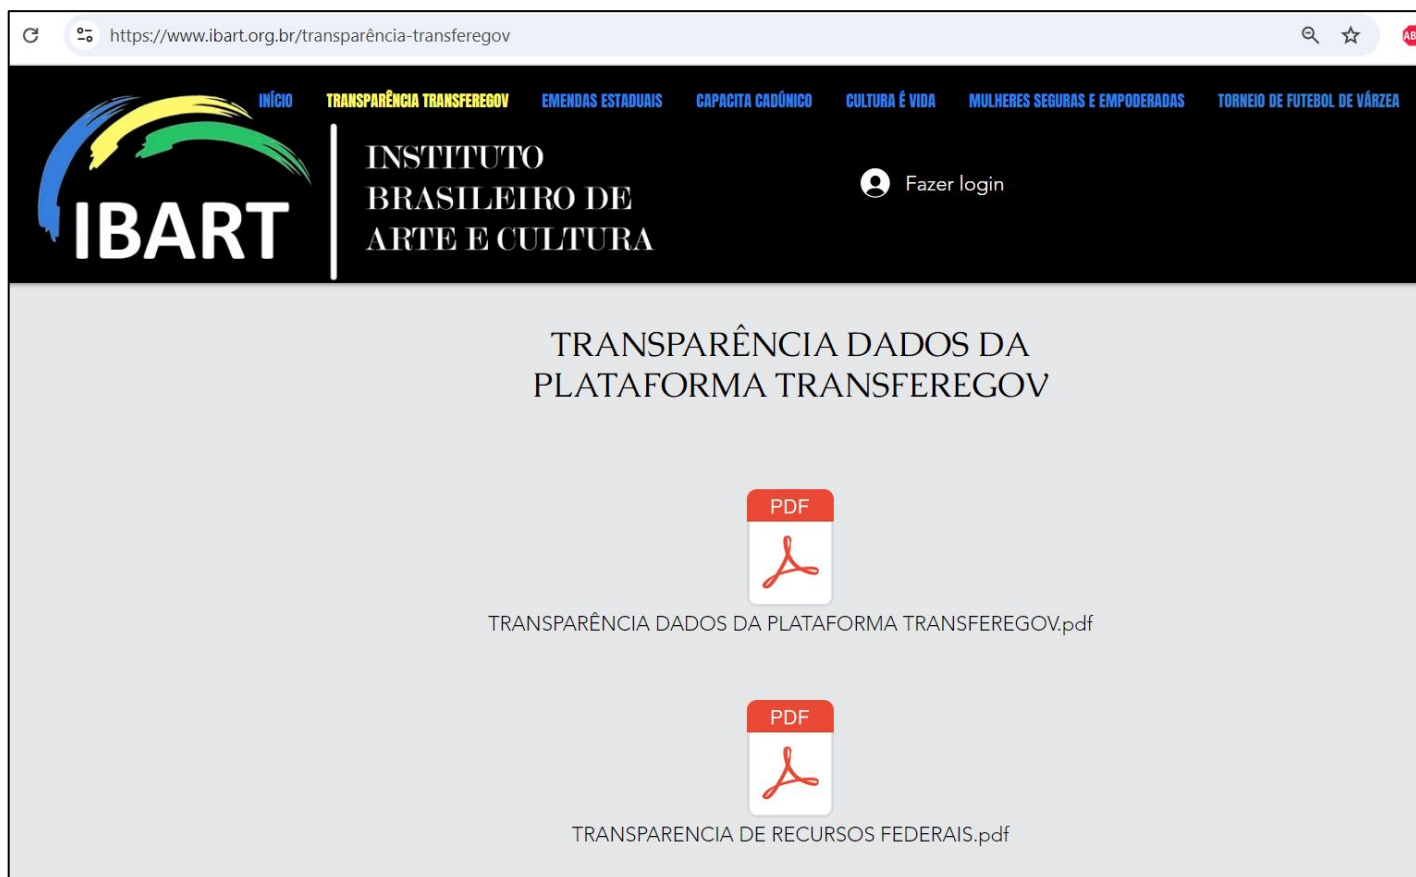 https://www.ibart.org.br/transparência-transferegov
INÍCIO TRANSPARÊNCIA TRANSFEREGOV EMENDAS ESTADUAIS CAPACITA CADÚNICO CULTURA É VIDA MULHERES SEGURAS E EMPODERADAS TORNEIO DE FUTEBOL DE VÁRZEA
IBART
INSTITUTO
BRASILEIRO DE
ARTE E CULTURA
Fazer login
TRANSPARÊNCIA DADOS DA
PLATAFORMA TRANSFEREGOV
PDF
TRANSPARÊNCIA DADOS DA PLATAFORMA TRANSFEREGOV.pdf
PDF
TRANSPARENCIA DE RECURSOS FEDERAIS.pdf